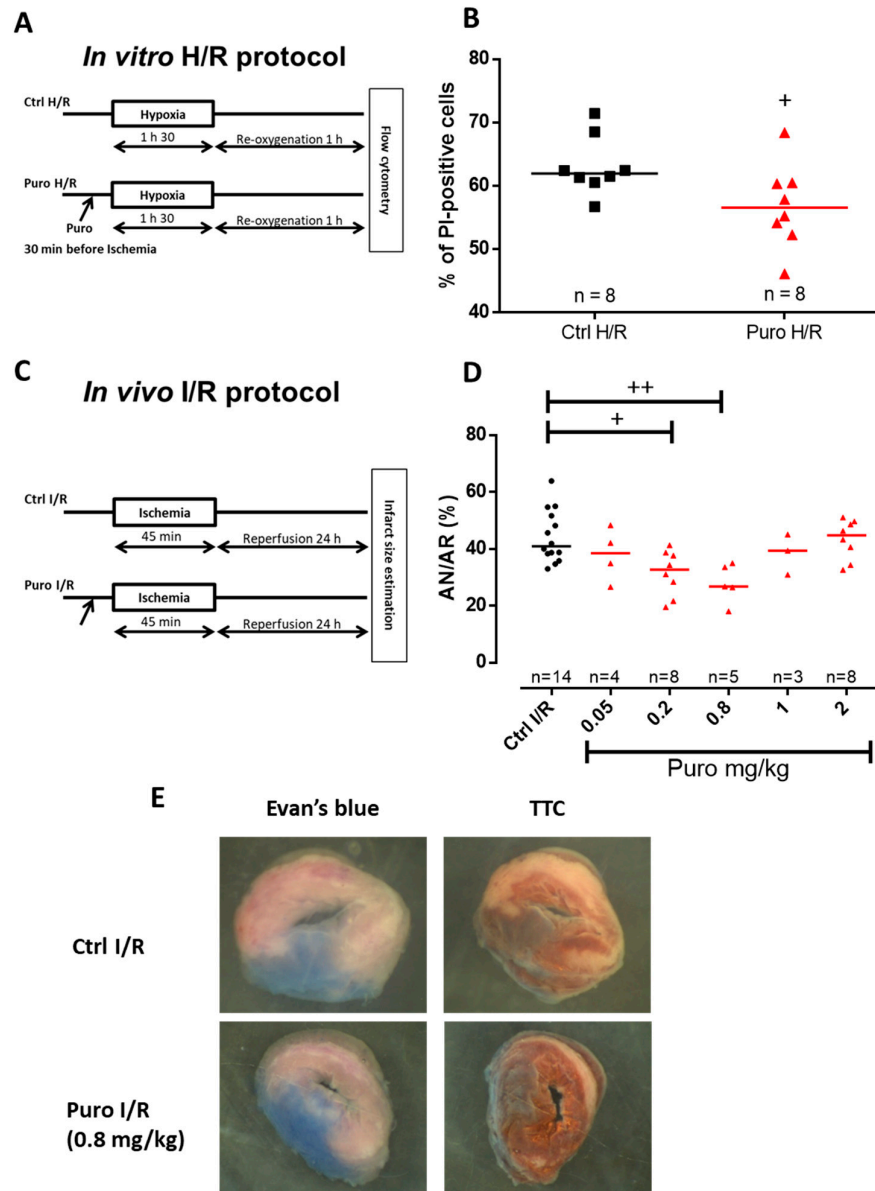 A
In vitro H/R protocol
Ctrl H/R
Hypoxia
1 h 30
Re-oxygenation 1 h
Puro H/R
Hypoxia
Puro
1 h 30
Re-oxygenation 1 h
30 min before Ischemia
Flow cytometry
B
% of PI-positive cells
80
70
60
50
40
+
n = 8
n = 8
Ctrl H/R
Puro H/R
C
In vivo I/R protocol
Ctrl I/R
Ischemia
45 min
Reperfusion 24 h
Puro I/R
Ischemia
45 min
Reperfusion 24 h
Infarct size estimation
D
++
+
AN/AR (%)
80
60
40
20
0
n=14 n=4 n=8 n=5 n=3 n=8
Ctrl I/R 0.05 0.2 0.8 1 2
Puro mg/kg
E
Evan's blue
TTC
Ctrl I/R
Puro I/R
(0.8 mg/kg)